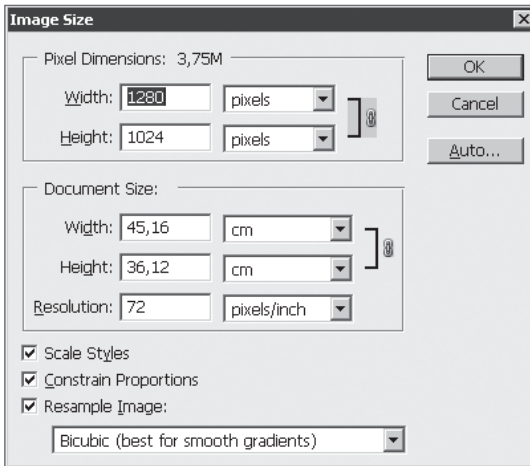 Image Size
Pixel Dimensions: 3,75M
Width: 1280 pixels
Height: 1024 pixels
OK
Cancel
Auto...
Document Size:
Width: 45,16 cm
Height: 36,12 cm
Resolution: 72 pixels/inch
Scale Styles
Constrain Proportions
Resample Image:
Bicubic (best for smooth gradients)